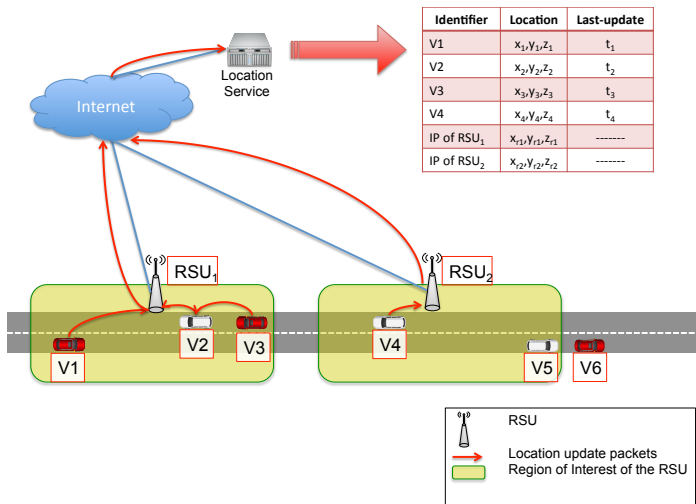 Identifier Location Last-update
V1 x₁,y₁,z₁ t₁
V2 x₂,y₂,z₂ t₂
V3 x₃,y₃,z₃ t₃
V4 x₄,y₄,z₄ t₄
IP of RSU₁ xᵣ₁,yᵣ₁,zᵣ₁ -------
IP of RSU₂ xᵣ₂,yᵣ₂,zᵣ₂ -------
Location
Service
Internet
RSU₁
RSU₂
V1
V2
V3
V4
V5
V6
RSU
Location update packets
Region of Interest of the RSU